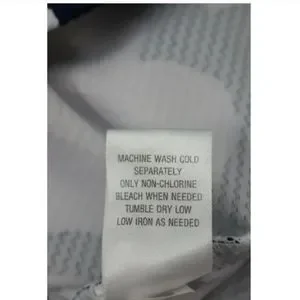 MACHINE WASH COLD
SEPARATELY
ONLY NON-CHLORINE
BLEACH WHEN NEEDED
TUMBLE DRY LOW
LOW IRON AS NEEDED